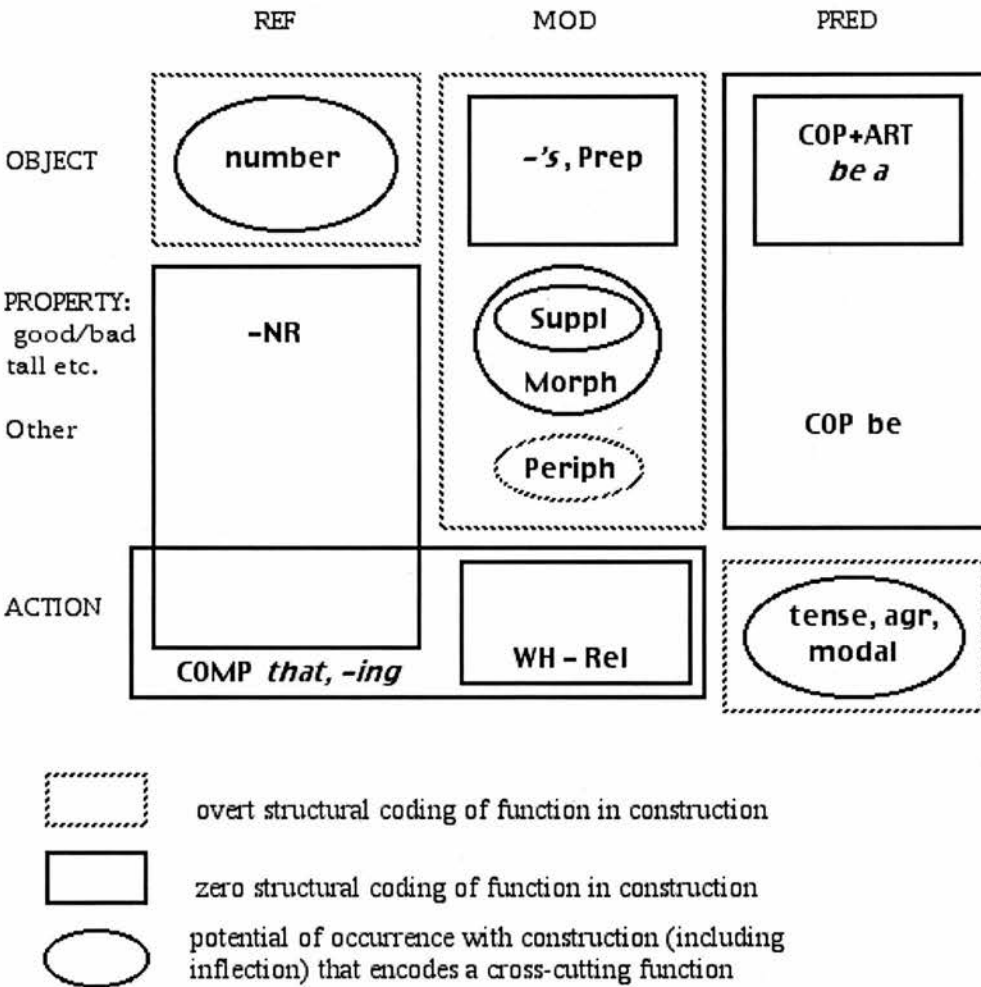 REF MOD PRED
OBJECT number -'s, Prep COP+ART
be a
PROPERTY:
good/bad
tall etc.
-NR Suppl
Morph
Other COP be
Periph
ACTION tense, agr,
modal
COMP that, -ing WH – Rel
overt structural coding of function in construction
zero structural coding of function in construction
potential of occurrence with construction (including
inflection) that encodes a cross-cutting function